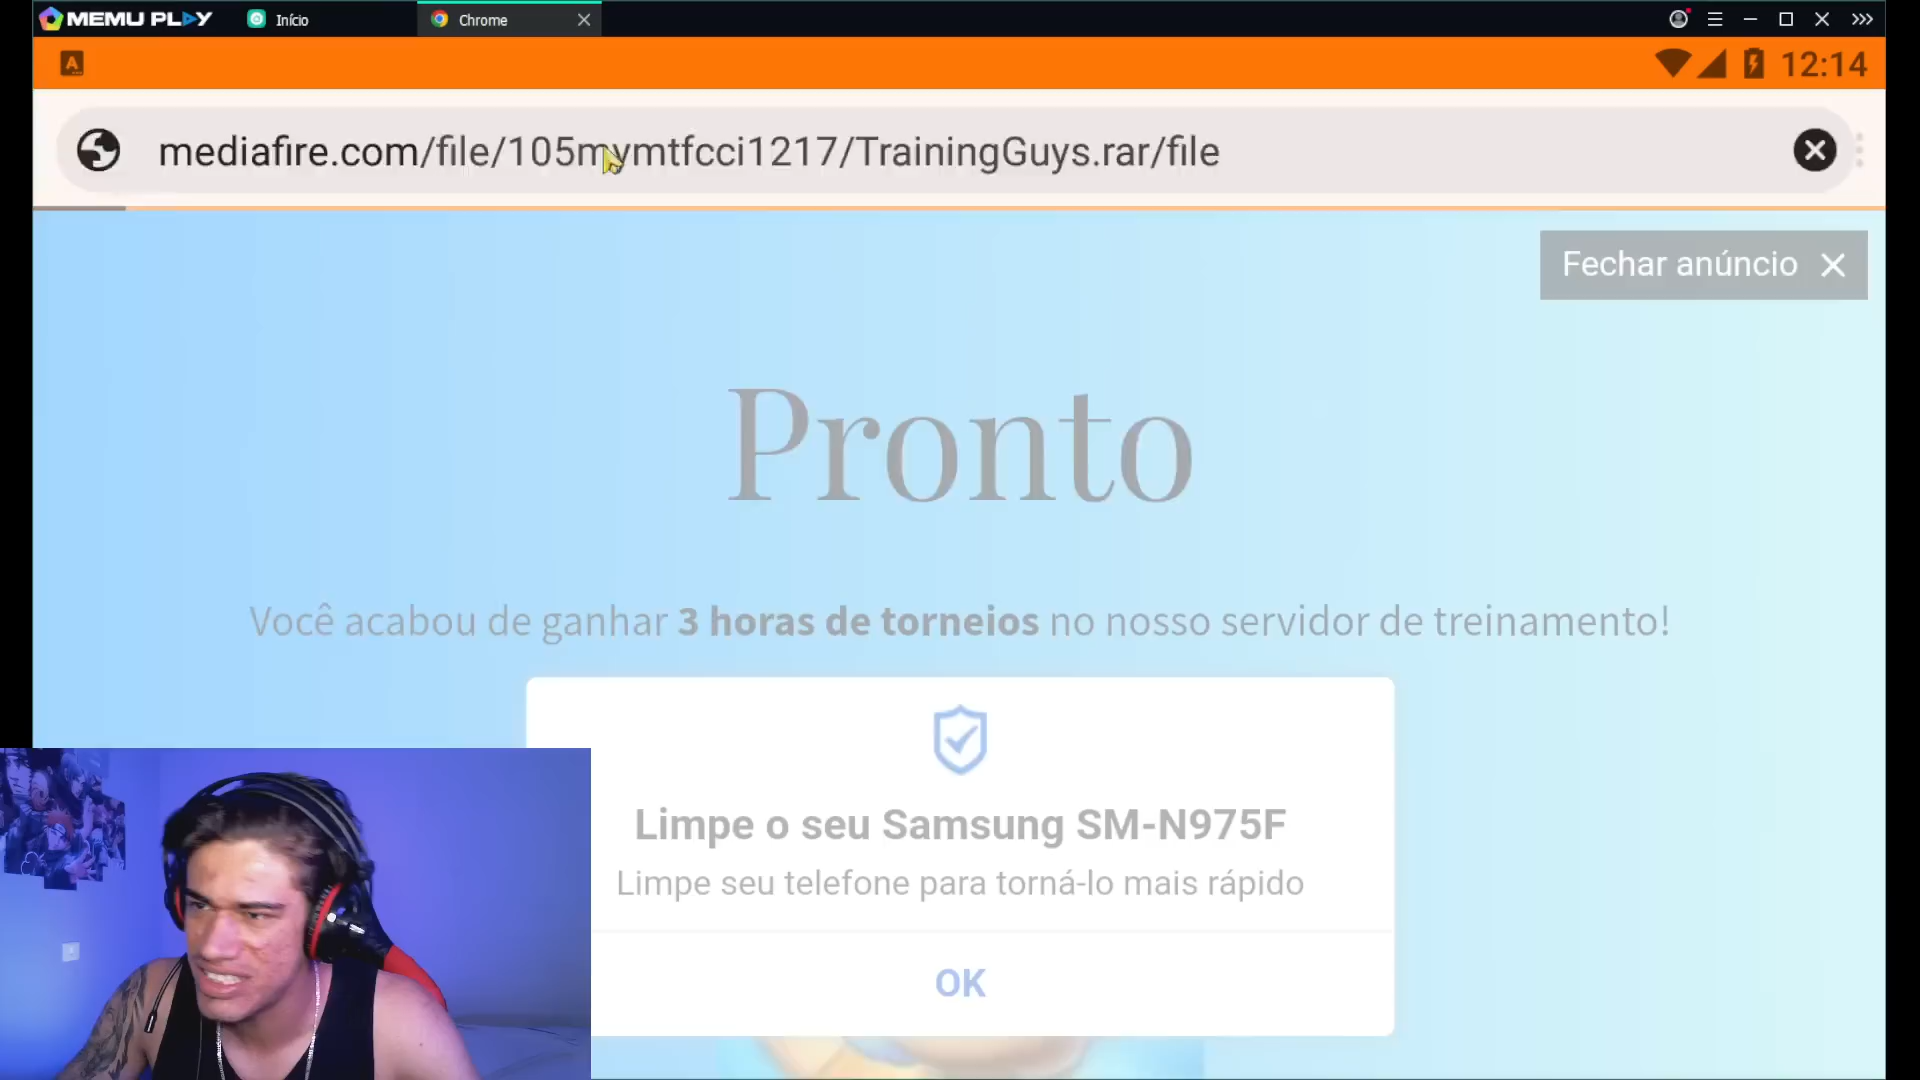 MEMU PLAY
Início
Chrome
12:14
mediafire.com/file/105mymtfcci1217/TrainingGuys.rar/file
Fechar anúncio
Pronto
Você acabou de ganhar 3 horas de torneios no nosso servidor de treinamento!
Limpe o seu Samsung SM-N975F
Limpe seu telefone para torná-lo mais rápido
OK